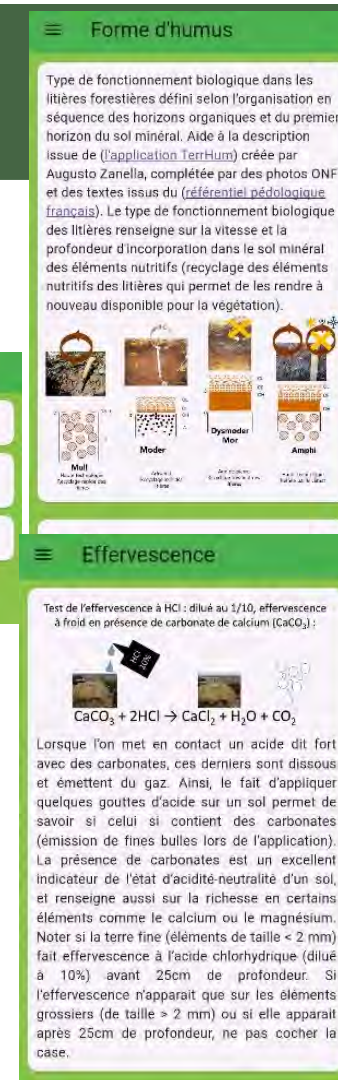 Forme d'humus
Type de fonctionnement biologique dans les
litières forestières défini selon l'organisation en
séquence des horizons organiques et du premier
horizon du sol minéral. Aide à la description
issue de (l'application TerrHum) créée par
Augusto Zanella, complétée par des photos ONF
et des textes issus du (référentiel pédologique
français). Le type de fonctionnement biologique
des litières renseigne sur la vitesse et la
profondeur d'incorporation dans le sol minéral
des éléments nutritifs (recyclage des éléments
nutritifs des litières qui permet de les rendre à
nouveau disponible pour la végétation).
Mull
Moder
Dysmoder
Mor
Amphi
Effervescence
Test de l'effervescence à HCl : dilué au 1/10, effervescence
à froid en présence de carbonate de calcium (CaCO₃) :
HCl
10%
CaCO₃ + 2HCl → CaCl₂ + H₂O + CO₂
Lorsque l'on met en contact un acide dit fort
avec des carbonates, ces derniers sont dissous
et émettent du gaz. Ainsi, le fait d'appliquer
quelques gouttes d'acide sur un sol permet de
savoir si celui si contient des carbonates
(émission de fines bulles lors de l'application).
La présence de carbonates est un excellent
indicateur de l'état d'acidité-neutralité d'un sol,
et renseigne aussi sur la richesse en certains
éléments comme le calcium ou le magnésium.
Noter si la terre fine (éléments de taille < 2 mm)
fait effervescence à l'acide chlorhydrique (dilué
à 10%) avant 25cm de profondeur. Si
l'effervescence n'apparait que sur les éléments
grossiers (de taille > 2 mm) ou si elle apparait
après 25cm de profondeur, ne pas cocher la
case.